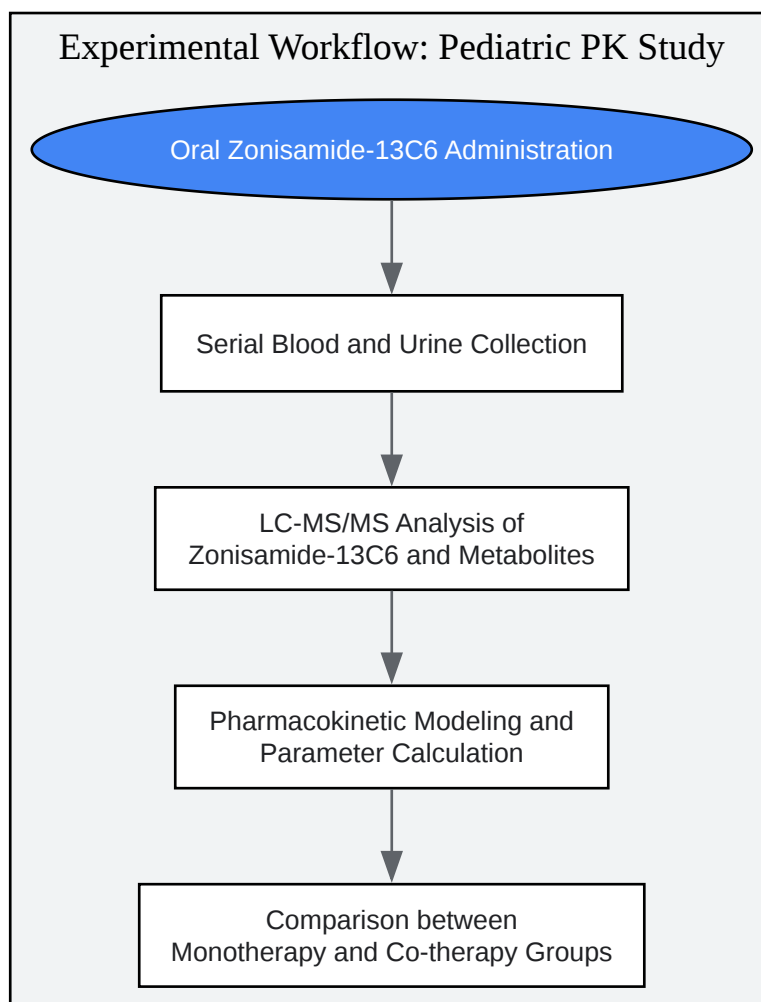 Experimental Workflow: Pediatric PK Study
Oral Zonisamide-13C6 Administration
Serial Blood and Urine Collection
LC-MS/MS Analysis of
Zonisamide-13C6 and Metabolites
Pharmacokinetic Modeling and
Parameter Calculation
Comparison between
Monotherapy and Co-therapy Groups